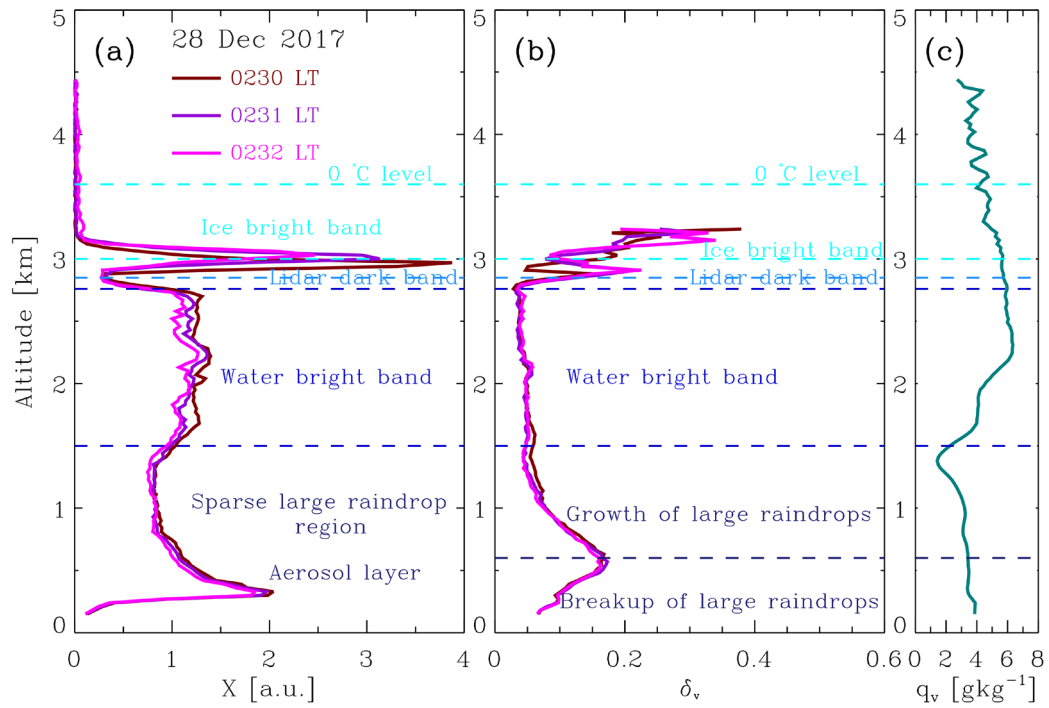 (a)
28 Dec 2017
0230 LT
0231 LT
0232 LT
0 °C level
Ice bright band
Lidar dark band
Water bright band
Sparse large raindrop
region
Aerosol layer
Altitude [km]
5
4
3
2
1
0
0 1 2 3 4
X [a.u.]
(b)
0 °C level
Ice bright band
Lidar dark band
Water bright band
Growth of large raindrops
Breakup of large raindrops
5
4
3
2
1
0
0 0.2 0.4 0.6
δv
(c)
5
4
3
2
1
0
0 2 4 6 8
qv [gkg⁻¹]